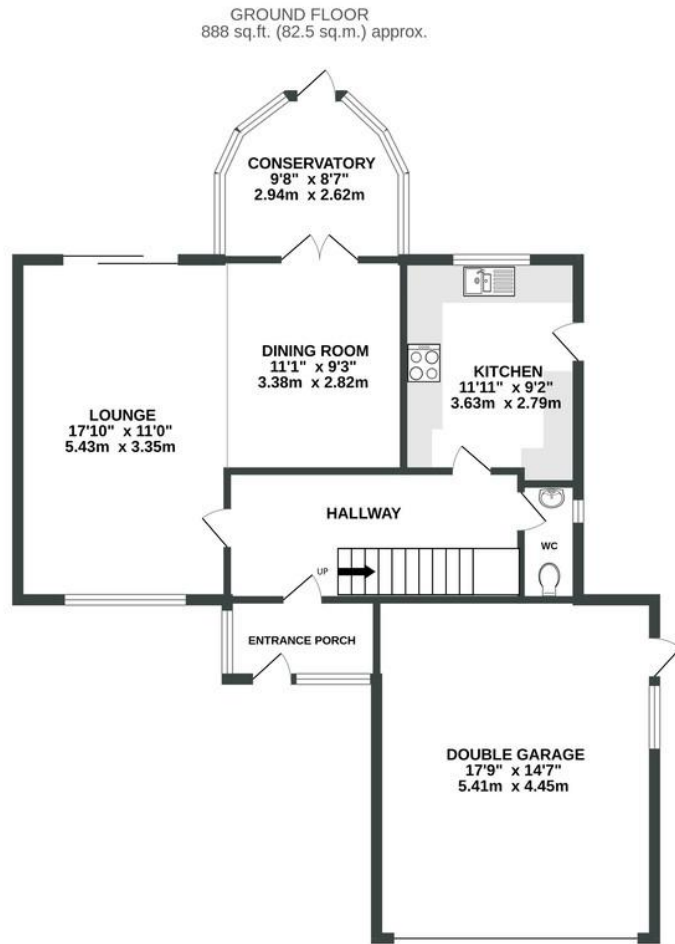 GROUND FLOOR
888 sq.ft. (82.5 sq.m.) approx.
CONSERVATORY
9'8" x 8'7"
2.94m x 2.62m
DINING ROOM
11'1" x 9'3"
3.38m x 2.82m
KITCHEN
11'11" x 9'2"
3.63m x 2.79m
LOUNGE
17'10" x 11'0"
5.43m x 3.35m
HALLWAY
WC
UP
ENTRANCE PORCH
DOUBLE GARAGE
17'9" x 14'7"
5.41m x 4.45m